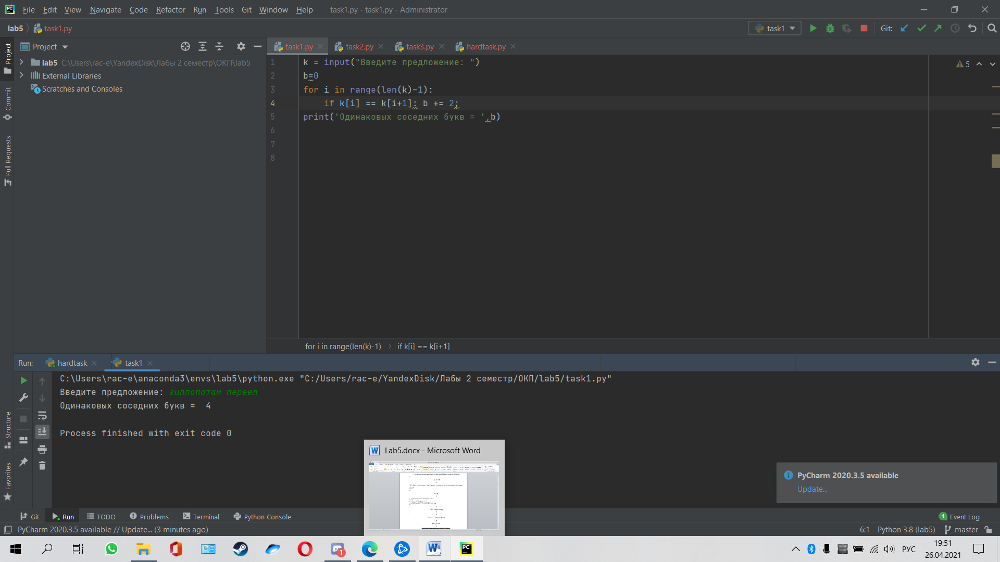 File Edit View Navigate Code Refactor Run Tools Git Window Help task1.py - task1.py - Administrator
lab5 task1.py
task1 Git:
Project
task1.py task2.py task3.py hardtask.py
lab5 C:\Users\rac-e\YandexDisk\Лабы 2 семестр\ОКП\lab5
External Libraries
Scratches and Consoles
Project
Commit
Pull Requests
1 k = input("Введите предложение: ")
2 b=0
3 for i in range(len(k)-1):
4 if k[i] == k[i+1]: b += 2;
5 print('Одинаковых соседних букв = ',b)
6
7
8
5
for i in range(len(k)-1) if k[i] == k[i+1]
Run: hardtask task1
C:\Users\rac-e\anaconda3\envs\lab5\python.exe "C:/Users/rac-e/YandexDisk/Лабы 2 семестр/ОКП/lab5/task1.py"
Введите предложение: гиппопотам переел
Одинаковых соседних букв =  4
Process finished with exit code 0
Structure
Favorites
Lab5.docx - Microsoft Word
PyCharm 2020.3.5 available
Update...
Git Run TODO Problems Terminal Python Console 1 Event Log
PyCharm 2020.3.5 available // Update... (3 minutes ago) 6:1 Python 3.8 (lab5) master
1 W PC РУС 19:51
26.04.2021